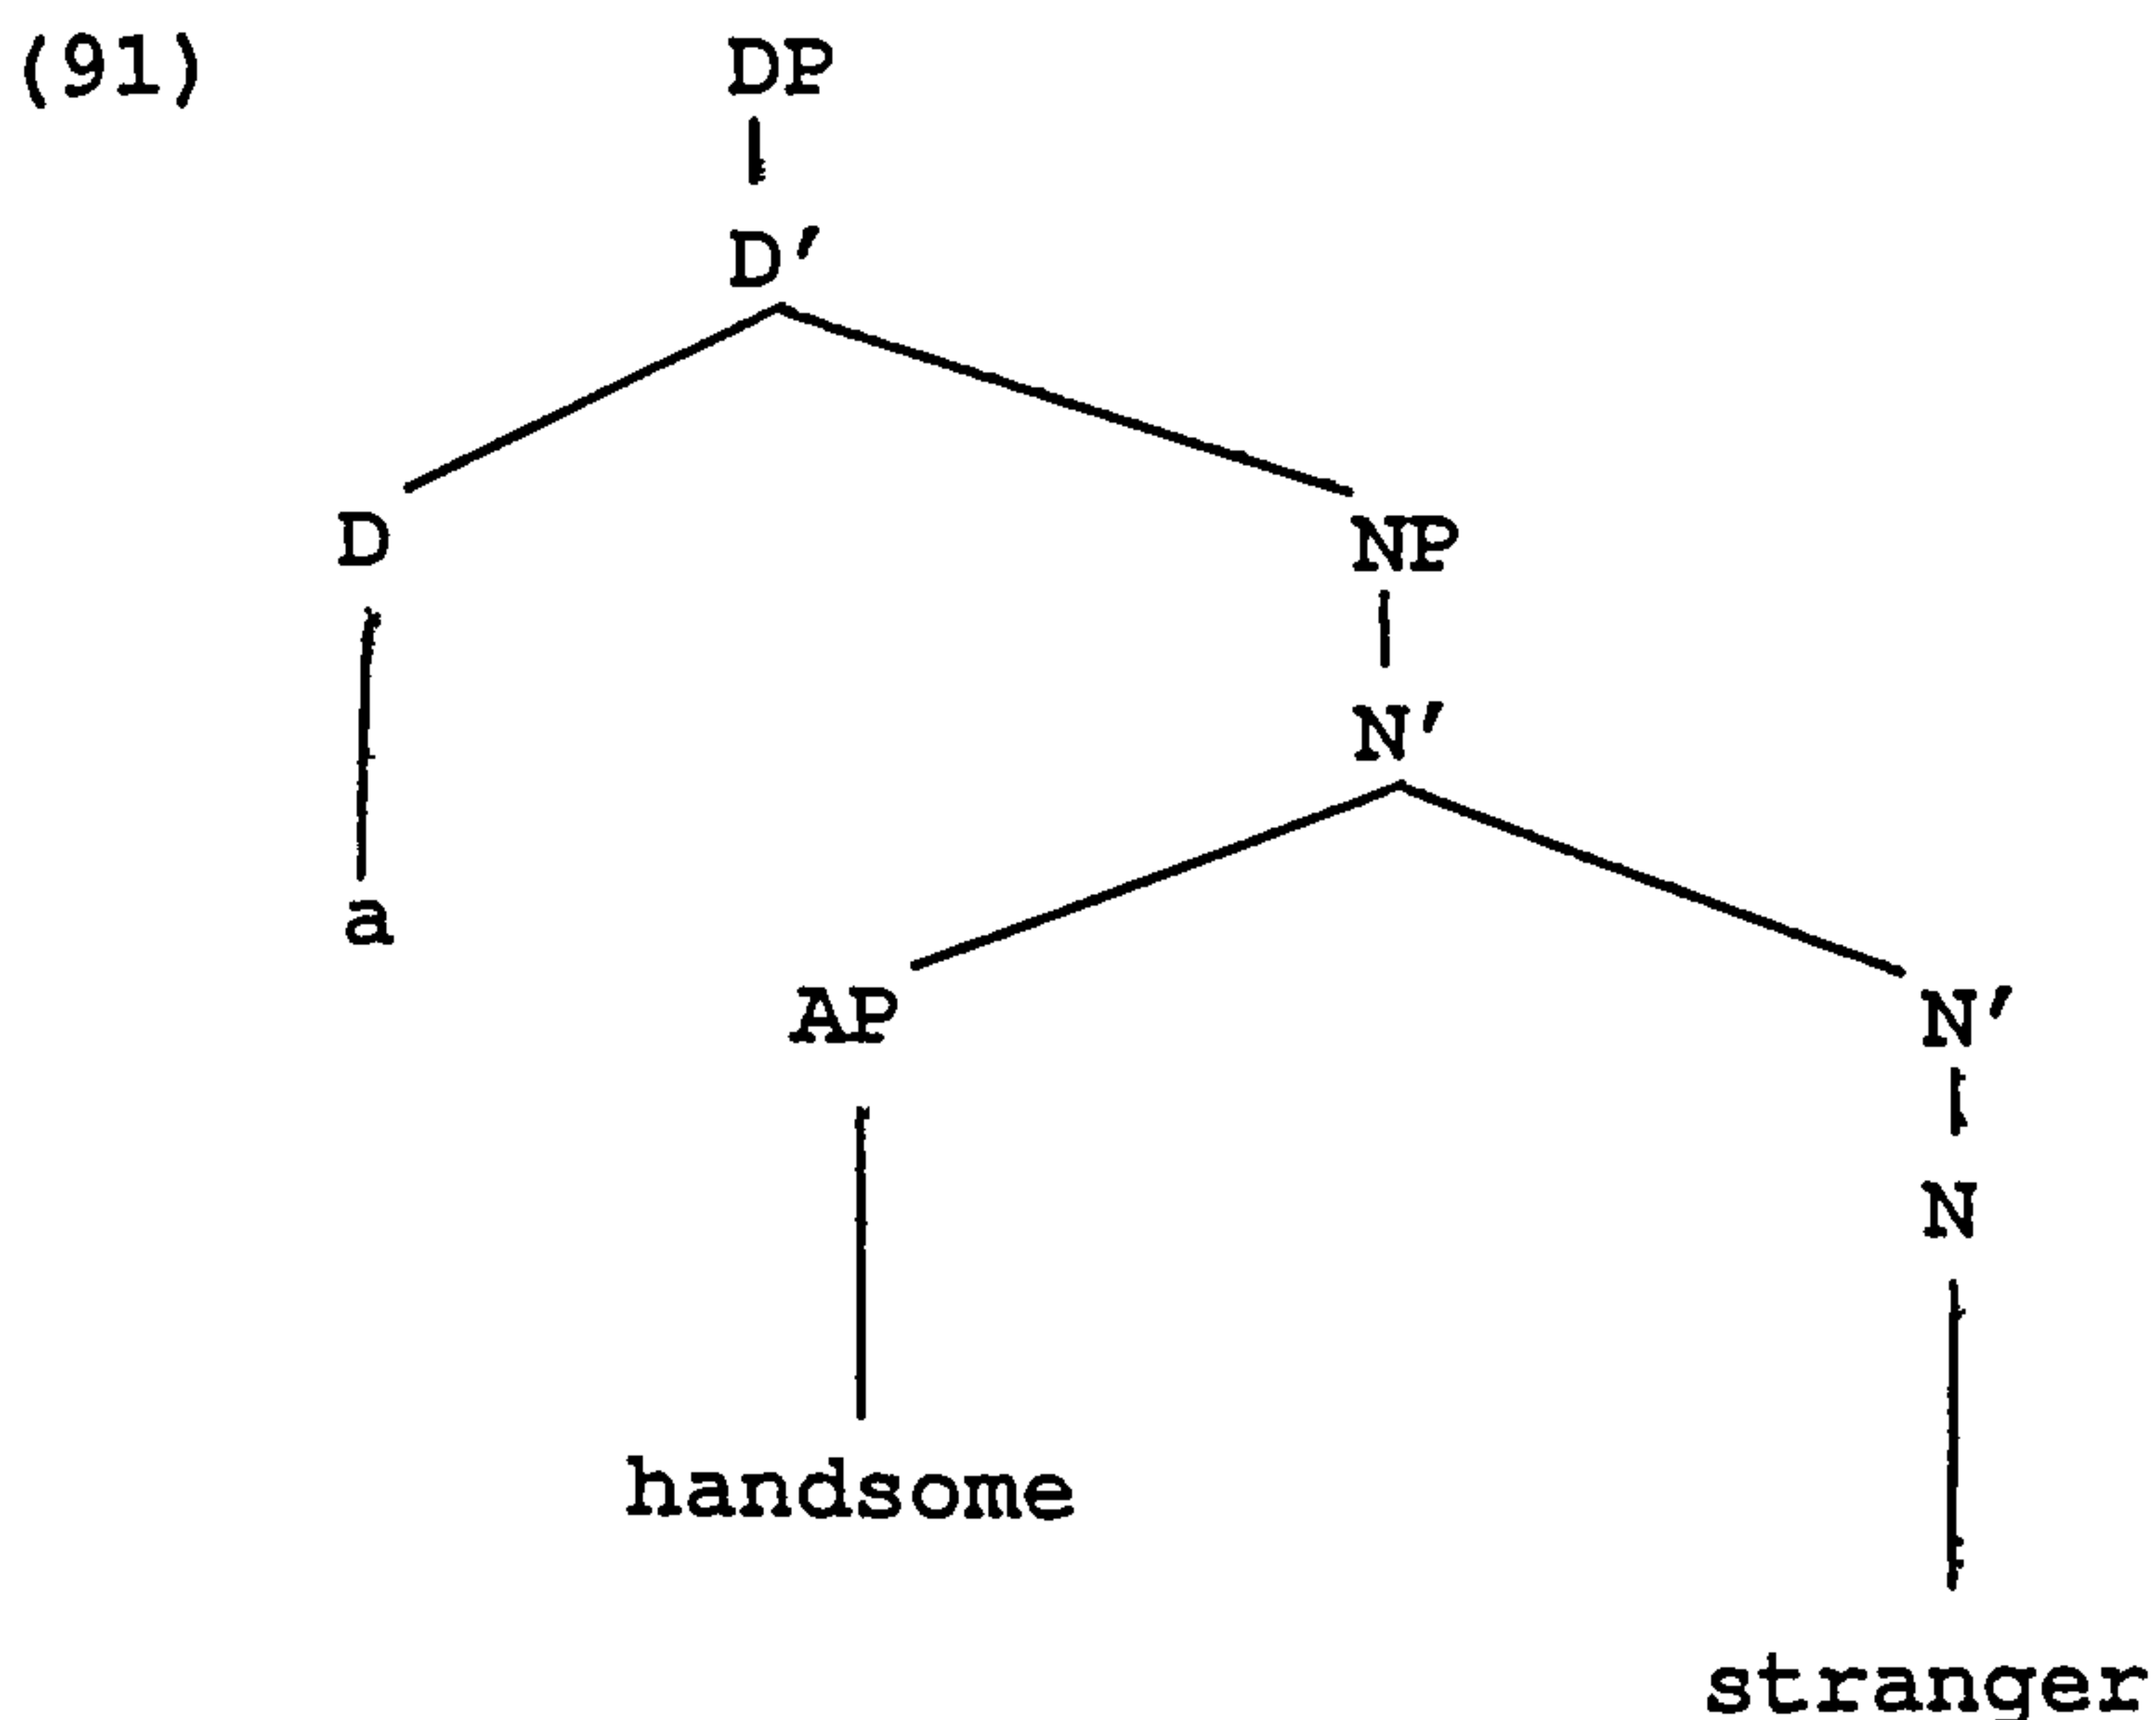 (91) DP
D′
D NP
N′
a
AP N′
N
handsome
stranger